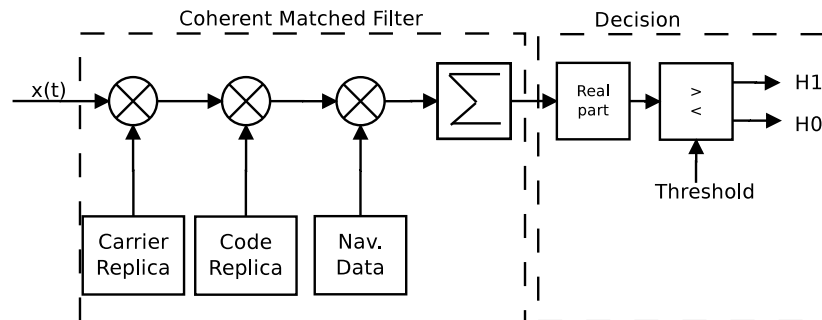 Coherent Matched Filter
Decision
x(t)
Σ
Real
part
>
<
H1
H0
Threshold
Carrier
Replica
Code
Replica
Nav.
Data